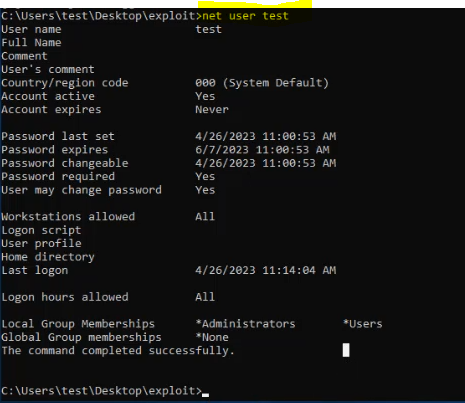 C:\Users\test\Desktop\exploit>net user test
User name                    test
Full Name
Comment
User's comment
Country/region code          000 (System Default)
Account active               Yes
Account expires              Never
Password last set            4/26/2023 11:00:53 AM
Password expires             6/7/2023 11:00:53 AM
Password changeable          4/26/2023 11:00:53 AM
Password required            Yes
User may change password     Yes
Workstations allowed         All
Logon script
User profile
Home directory
Last logon                   4/26/2023 11:14:04 AM
Logon hours allowed          All
Local Group Memberships      *Administrators       *Users
Global Group memberships     *None
The command completed successfully.
C:\Users\test\Desktop\exploit>